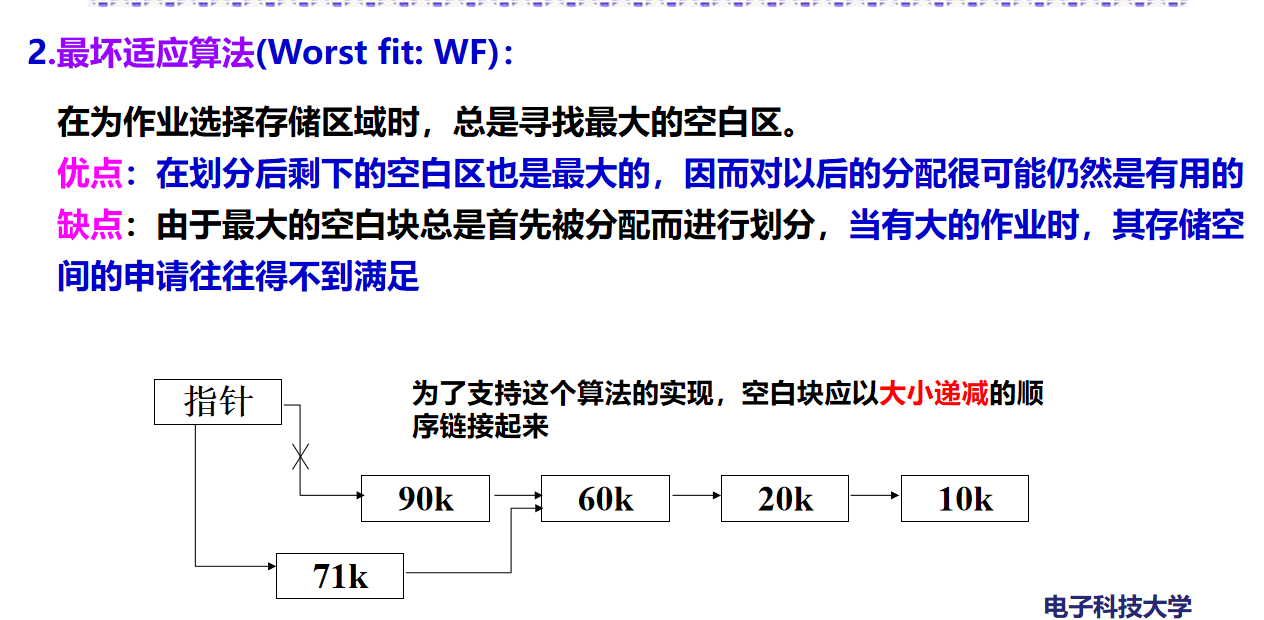 2.最坏适应算法(Worst fit: WF)：
在为作业选择存储区域时，总是寻找最大的空白区。
优点：在划分后剩下的空白区也是最大的，因而对以后的分配很可能仍然是有用的
缺点：由于最大的空白块总是首先被分配而进行划分，当有大的作业时，其存储空
间的申请往往得不到满足
指针
为了支持这个算法的实现，空白块应以大小递减的顺
序链接起来
90k
60k
20k
10k
71k
电子科技大学